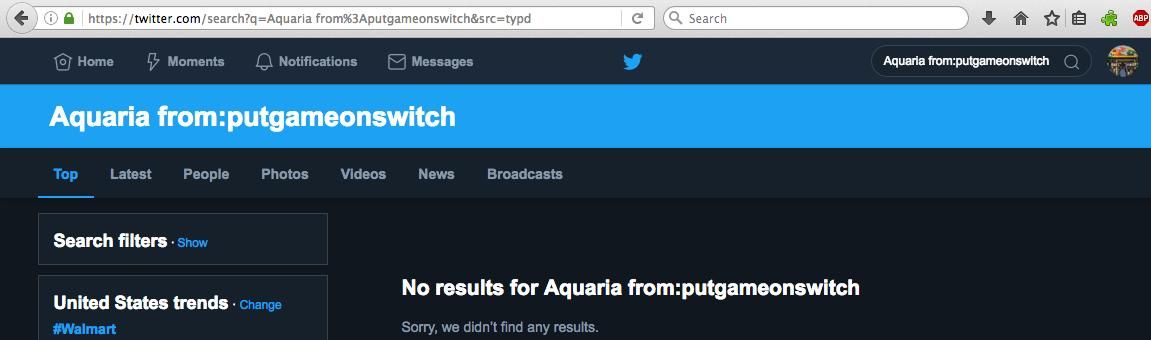 https://twitter.com/search?q=Aquaria from%3Aputgameonswitch&src=typd
Search
ABP
Home
Moments
Notifications
Messages
Aquaria from:putgameonswitch
Aquaria from:putgameonswitch
Top
Latest
People
Photos
Videos
News
Broadcasts
Search filters · Show
United States trends · Change
#Walmart
No results for Aquaria from:putgameonswitch
Sorry, we didn’t find any results.